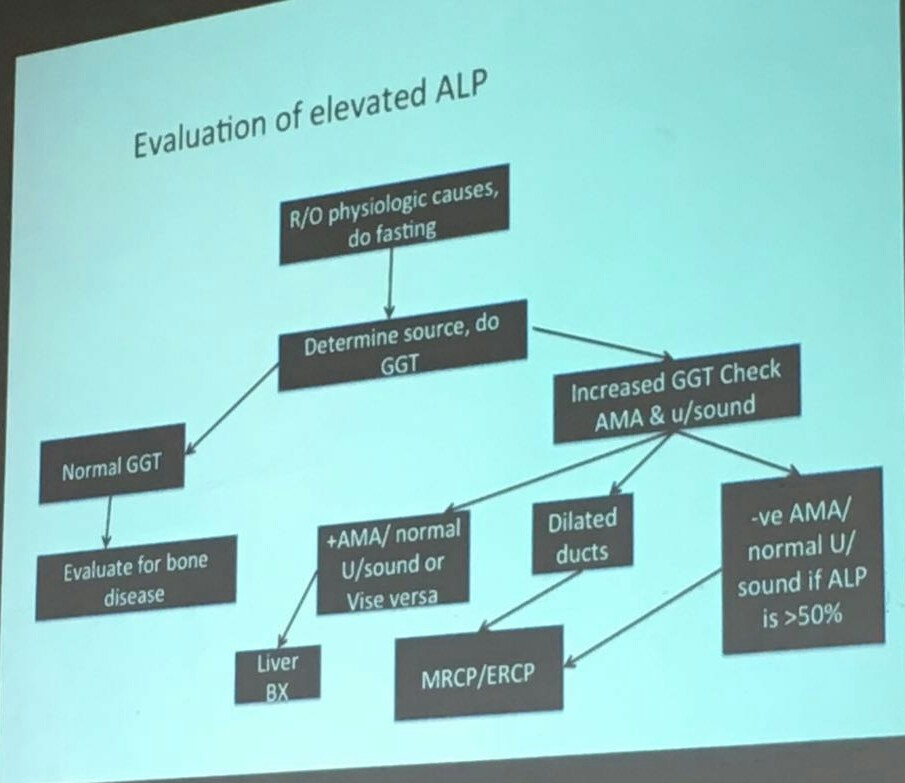 Evaluation of elevated ALP
R/O physiologic causes,
do fasting
Determine source, do
GGT
Increased GGT Check
AMA & u/sound
Normal GGT
Evaluate for bone
disease
+AMA/ normal
U/sound or
Vise versa
Dilated
ducts
-ve AMA/
normal U/
sound if ALP
is >50%
Liver
BX
MRCP/ERCP